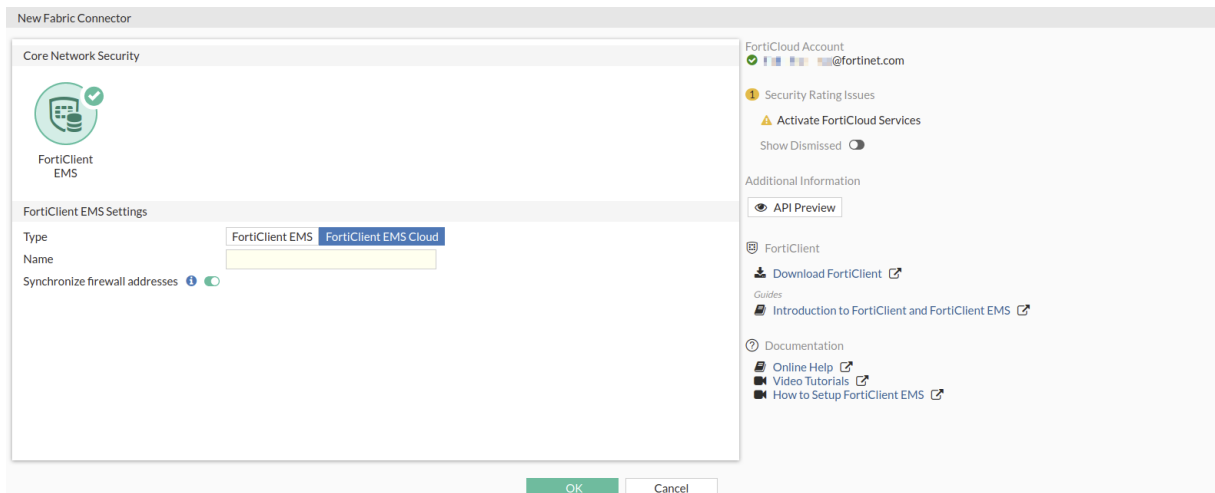 New Fabric Connector
Core Network Security
FortiClient
EMS
FortiClient EMS Settings
Type
FortiClient EMS
FortiClient EMS Cloud
Name
Synchronize firewall addresses
FortiCloud Account
@fortinet.com
1 Security Rating Issues
Activate FortiCloud Services
Show Dismissed
Additional Information
API Preview
FortiClient
Download FortiClient
Guides
Introduction to FortiClient and FortiClient EMS
Documentation
Online Help
Video Tutorials
How to Setup FortiClient EMS
OK
Cancel